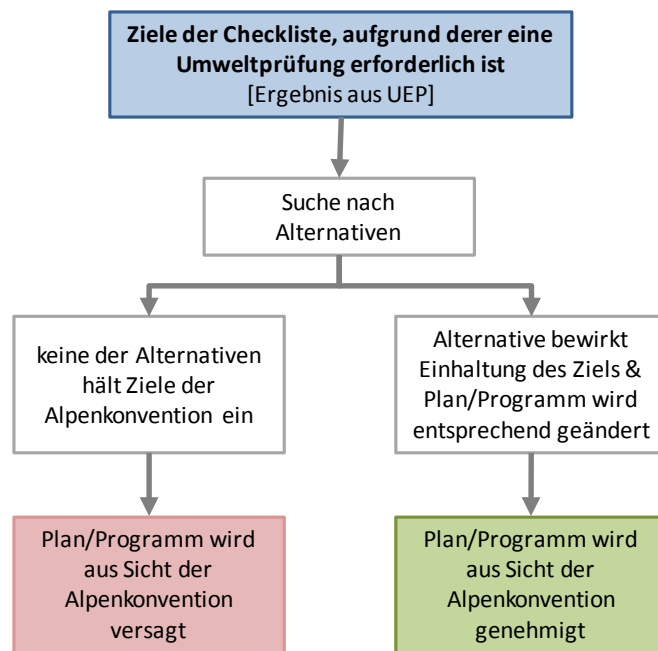 Ziele der Checkliste, aufgrund derer eine
Umweltprüfung erforderlich ist
[Ergebnis aus UEP]
Suche nach
Alternativen
keine der Alternativen
hält Ziele der
Alpenkonvention ein
Alternative bewirkt
Einhaltung des Ziels &
Plan/Programm wird
entsprechend geändert
Plan/Programm wird
aus Sicht der
Alpenkonvention
versagt
Plan/Programm wird
aus Sicht der
Alpenkonvention
genehmigt